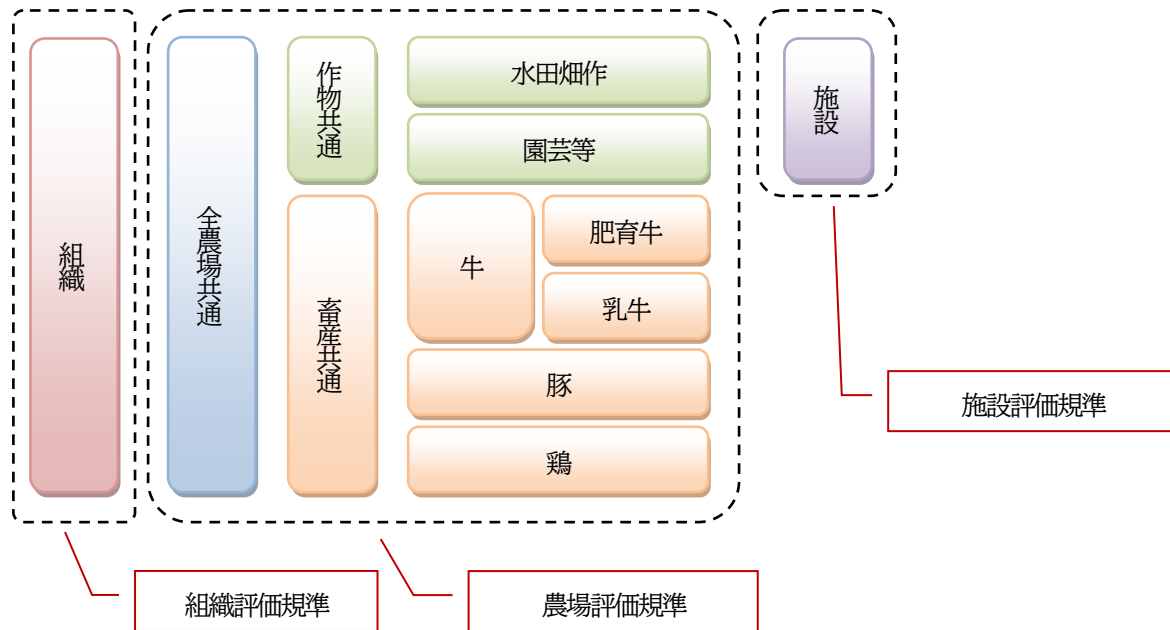 組織
全農場共通
作物共通
畜産共通
水田畑作
園芸等
牛
肥育牛
乳牛
豚
鶏
施設
施設評価規準
組織評価規準
農場評価規準